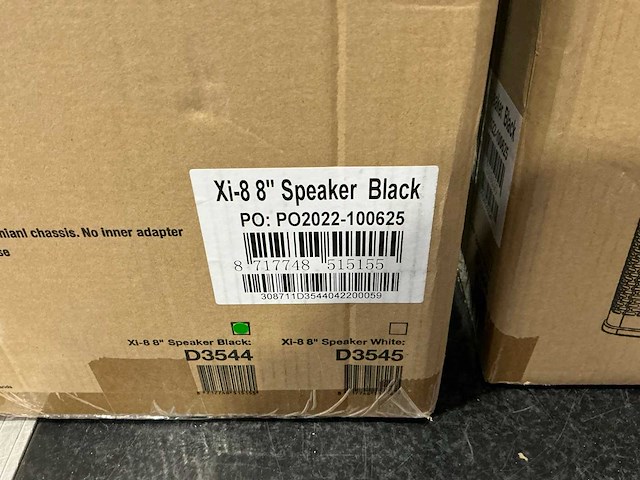 Xi-8 8" Speaker Black
PO: PO2022-100625
8 717748 515155
308711D3544042200059
chassis. No inner adapter
Xi-8 8" Speaker Black:
D3544
Xi-8 8" Speaker White:
D3545
Black